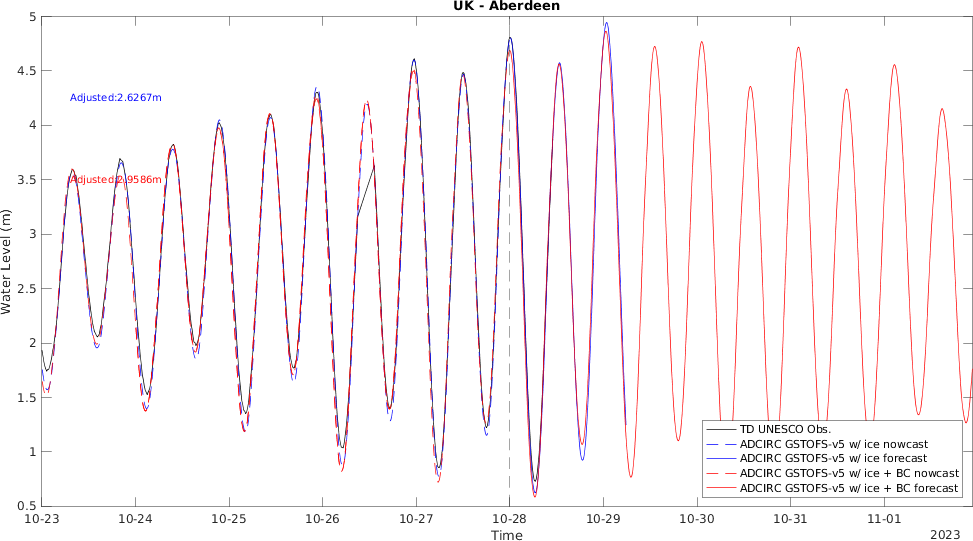 UK - Aberdeen
5
4.5
4
3.5
3
2.5
2
1.5
1
0.5
Water Level (m)
Adjusted:2.6267m
Adjusted:2.9586m
TD UNESCO Obs.
ADCIRC GSTOFS-v5 w/ ice nowcast
ADCIRC GSTOFS-v5 w/ ice forecast
ADCIRC GSTOFS-v5 w/ ice + BC nowcast
ADCIRC GSTOFS-v5 w/ ice + BC forecast
10-23 10-24 10-25 10-26 10-27 10-28 10-29 10-30 10-31 11-01
Time
2023